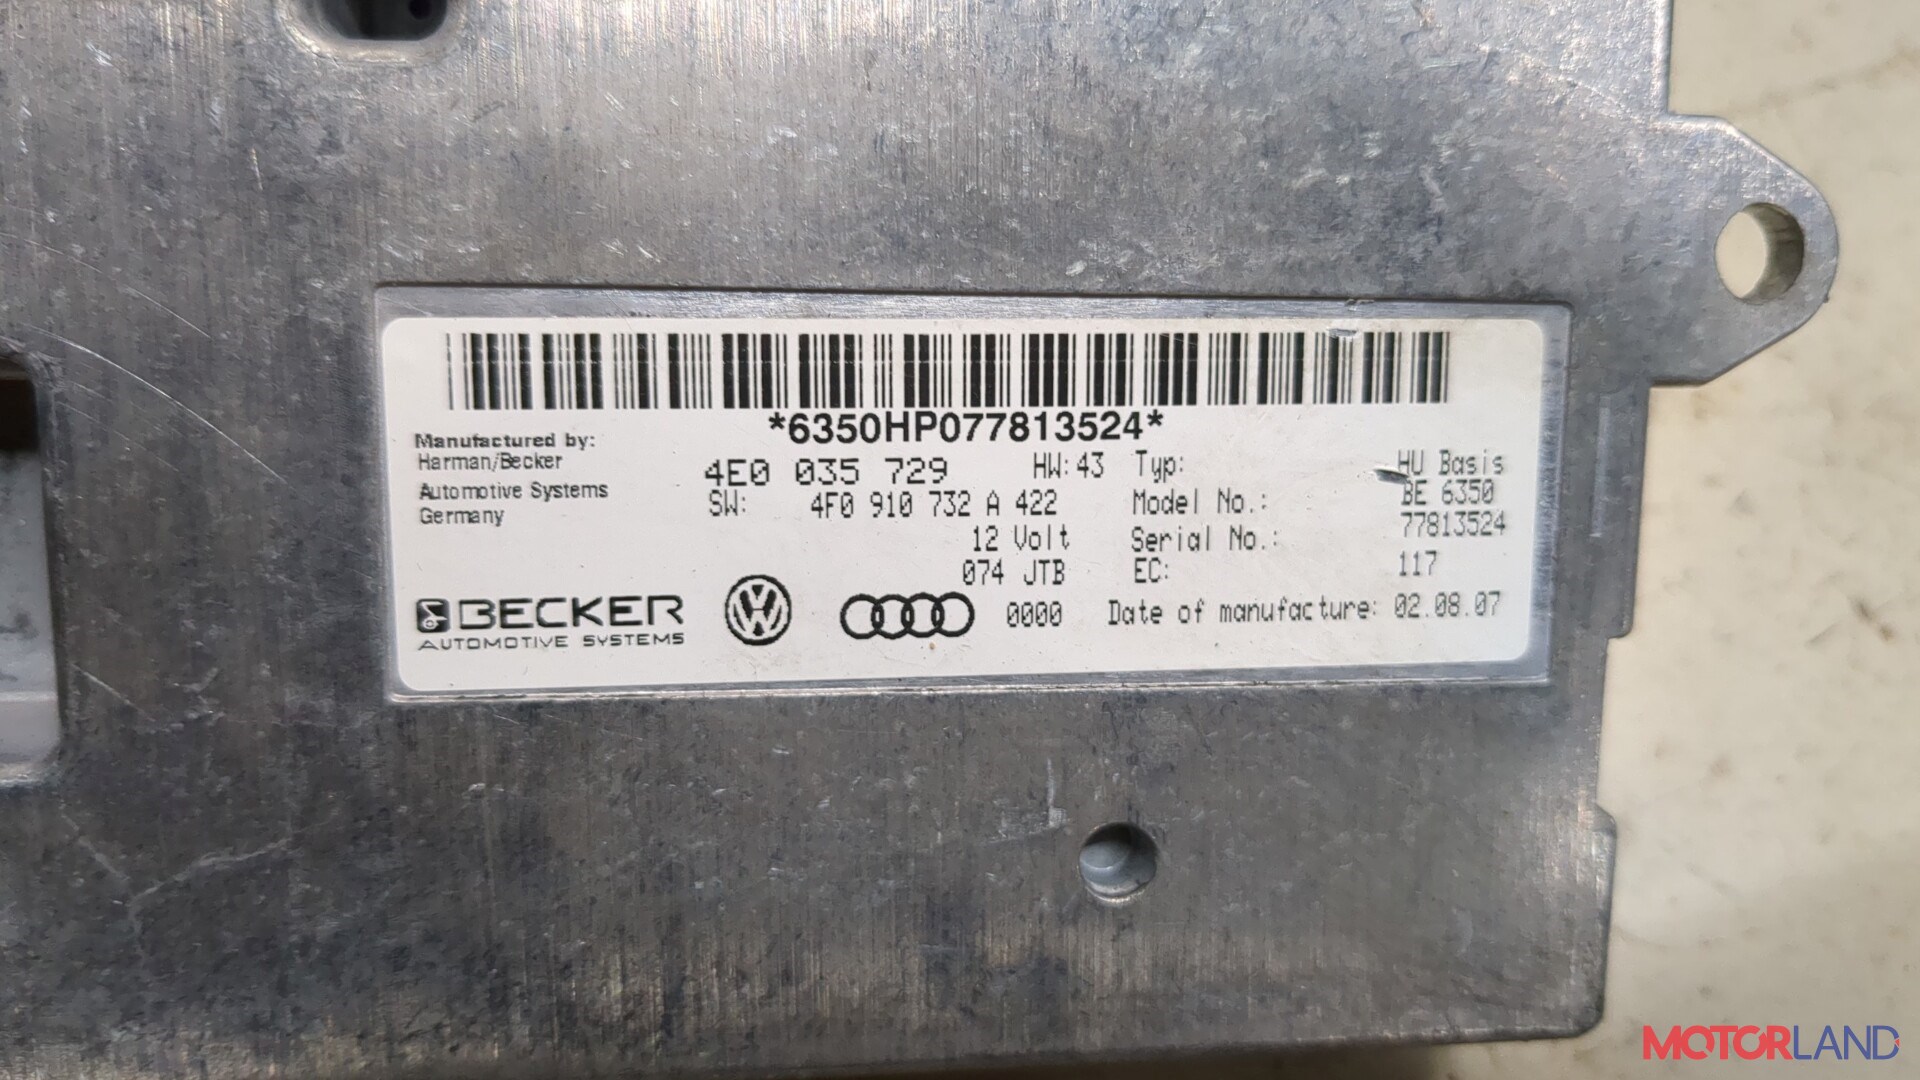 *6350HP077813524*
Manufactured by:
Harman/Becker
Automotive Systems
Germany
4E0 035 729 HW: 43
SW: 4F0 910 732 A 422
12 Volt
074 JTB
0000
Typ: HU Basis
Model No.: BE 6350
Serial No.: 77813524
EC: 117
Date of manufacture: 02.08.07
BECKER
AUTOMOTIVE SYSTEMS
MOTORLAND